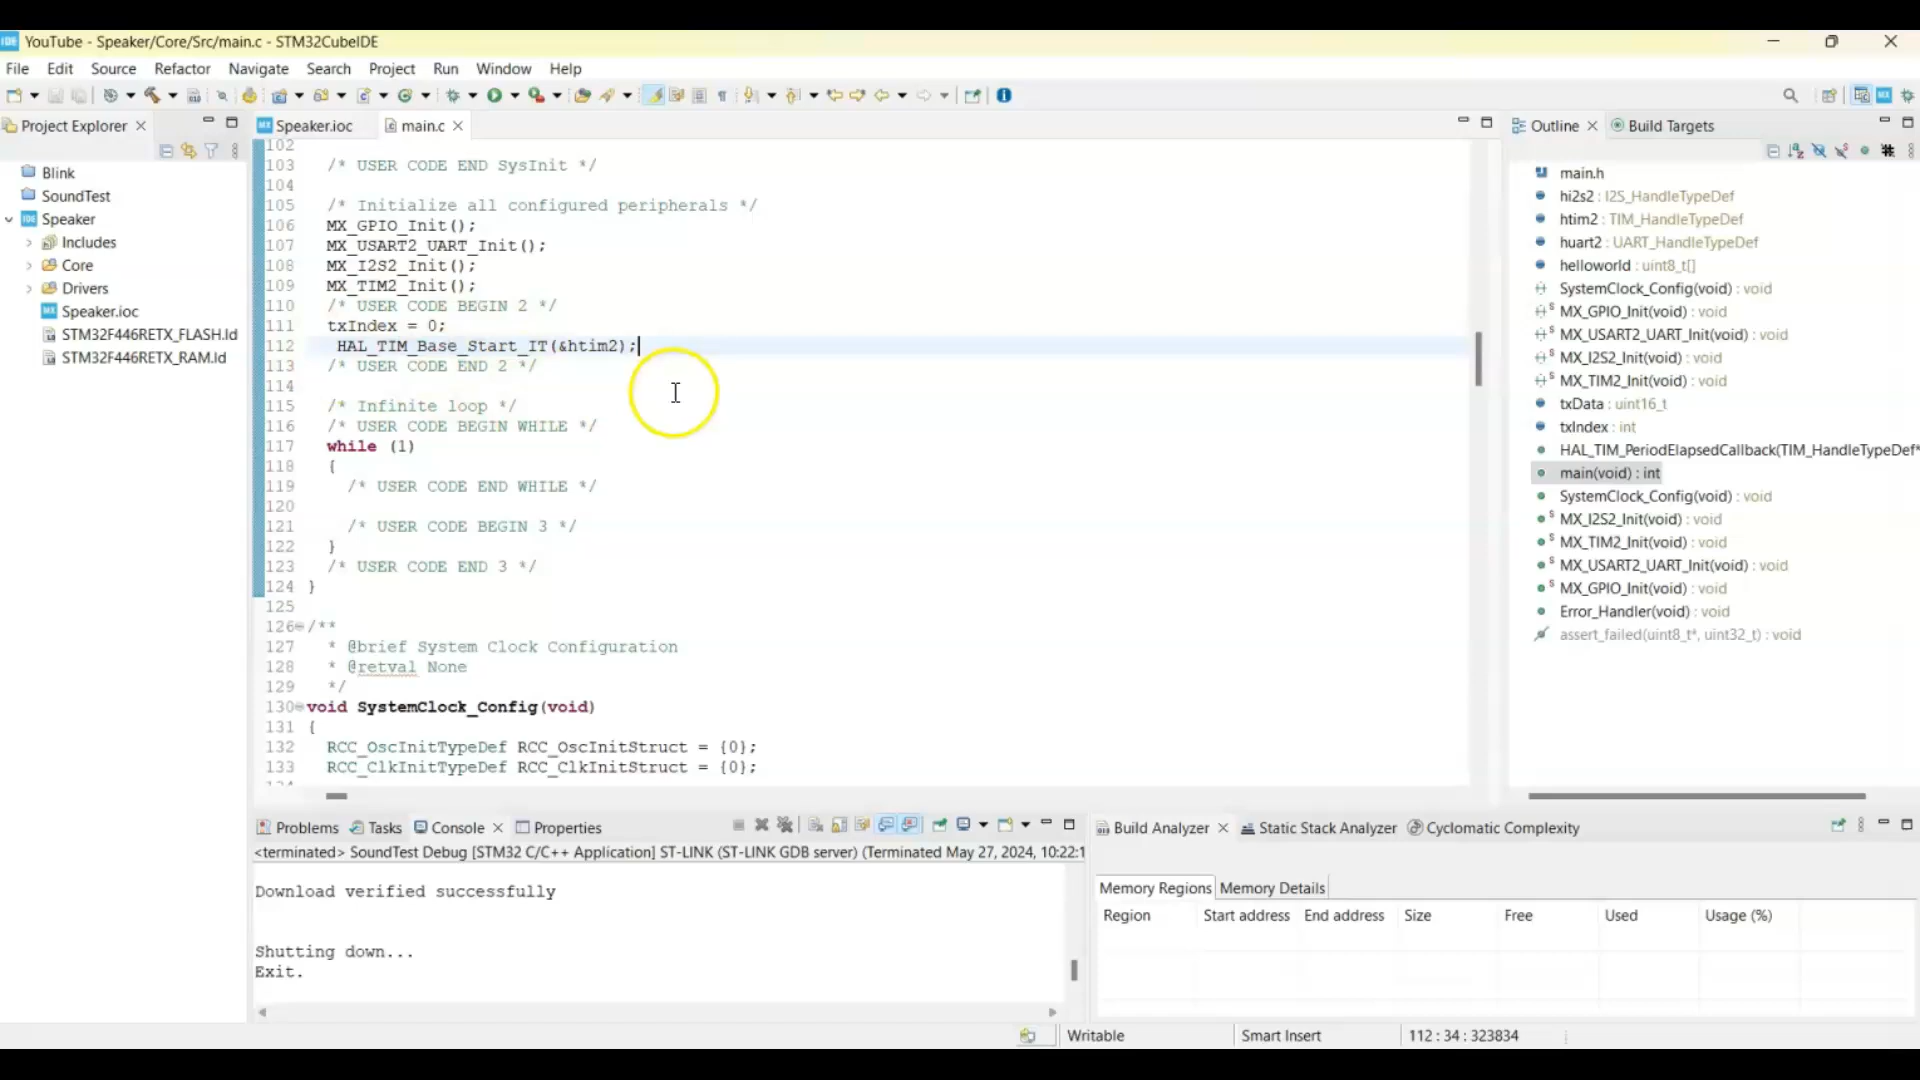 YouTube - Speaker/Core/Src/main.c - STM32CubeIDE
File Edit Source Refactor Navigate Search Project Run Window Help
Project Explorer
Blink
SoundTest
Speaker
Includes
Core
Drivers
Speaker.ioc
STM32F446RETX_FLASH.ld
STM32F446RETX_RAM.ld
Speaker.ioc main.c
102
103 /* USER CODE END SysInit */
104
105 /* Initialize all configured peripherals */
106 MX_GPIO_Init();
107 MX_USART2_UART_Init();
108 MX_I2S2_Init();
109 MX_TIM2_Init();
110 /* USER CODE BEGIN 2 */
111 txIndex = 0;
112 HAL_TIM_Base_Start_IT(&htim2);
113 /* USER CODE END 2 */
114
115 /* Infinite loop */
116 /* USER CODE BEGIN WHILE */
117 while (1)
118 {
119 /* USER CODE END WHILE */
120
121 /* USER CODE BEGIN 3 */
122 }
123 /* USER CODE END 3 */
124 }
125
126 /**
127 * @brief System Clock Configuration
128 * @retval None
129 */
130 void SystemClock_Config(void)
131 {
132 RCC_OscInitTypeDef RCC_OscInitStruct = {0};
133 RCC_ClkInitTypeDef RCC_ClkInitStruct = {0};
Outline Build Targets
main.h
hi2s2 : I2S_HandleTypeDef
htim2 : TIM_HandleTypeDef
huart2 : UART_HandleTypeDef
helloworld : uint8_t[]
SystemClock_Config(void) : void
MX_GPIO_Init(void) : void
MX_USART2_UART_Init(void) : void
MX_I2S2_Init(void) : void
MX_TIM2_Init(void) : void
txData : uint16_t
txIndex : int
HAL_TIM_PeriodElapsedCallback(TIM_HandleTypeDef*
main(void) : int
SystemClock_Config(void) : void
MX_I2S2_Init(void) : void
MX_TIM2_Init(void) : void
MX_USART2_UART_Init(void) : void
MX_GPIO_Init(void) : void
Error_Handler(void) : void
assert_failed(uint8_t*, uint32_t) : void
Problems Tasks Console Properties
<terminated> SoundTest Debug [STM32 C/C++ Application] ST-LINK (ST-LINK GDB server) (Terminated May 27, 2024, 10:22:1
Download verified successfully
Shutting down...
Exit.
Build Analyzer Static Stack Analyzer Cyclomatic Complexity
Memory Regions Memory Details
Region Start address End address Size Free Used Usage (%)
Writable Smart Insert 112 : 34 : 323834